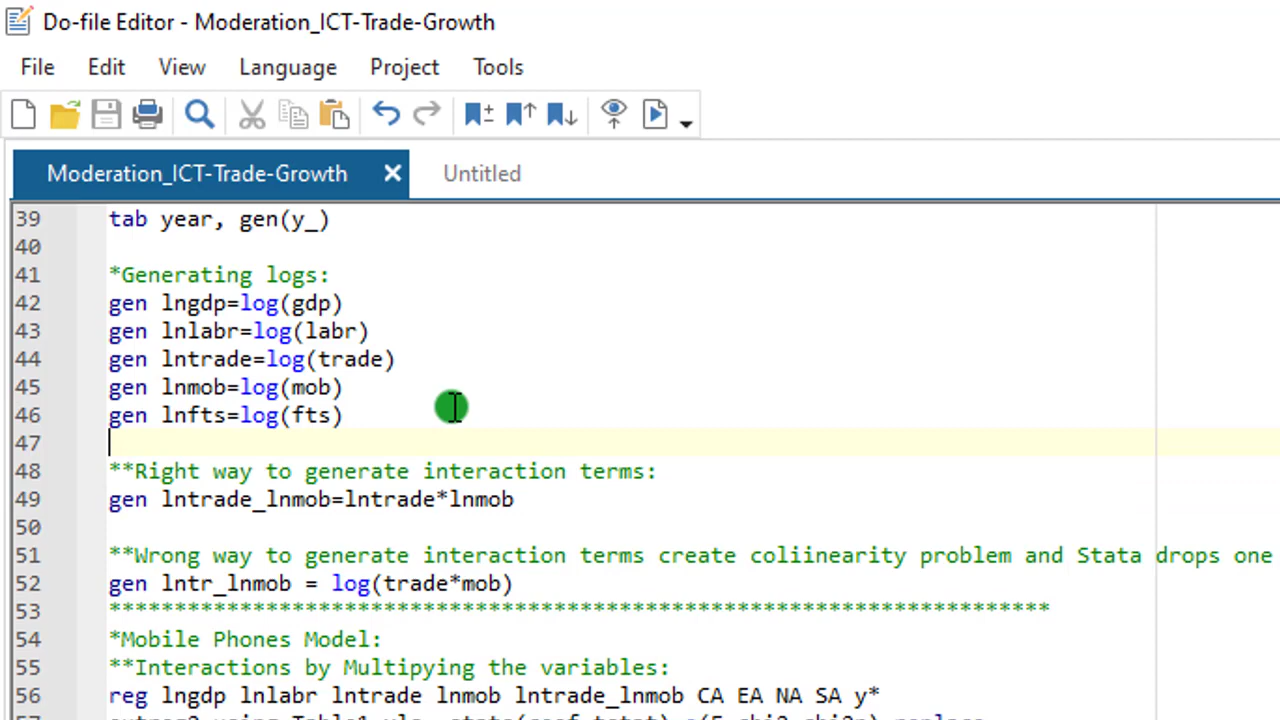 Do-file Editor - Moderation_ICT-Trade-Growth
File Edit View Language Project Tools
Moderation_ICT-Trade-Growth Untitled
39 tab year, gen(y_)
40
41 *Generating logs:
42 gen lngdp=log(gdp)
43 gen lnlabr=log(labr)
44 gen lntrade=log(trade)
45 gen lnmob=log(mob)
46 gen lnfts=log(fts)
47
48 **Right way to generate interaction terms:
49 gen lntrade_lnmob=lntrade*lnmob
50
51 **Wrong way to generate interaction terms create coliinearity problem and Stata drops one
52 gen lntr_lnmob = log(trade*mob)
53 ************************************************************************
54 *Mobile Phones Model:
55 **Interactions by Multipying the variables:
56 reg lngdp lnlabr lntrade lnmob lntrade_lnmob CA EA NA SA y*